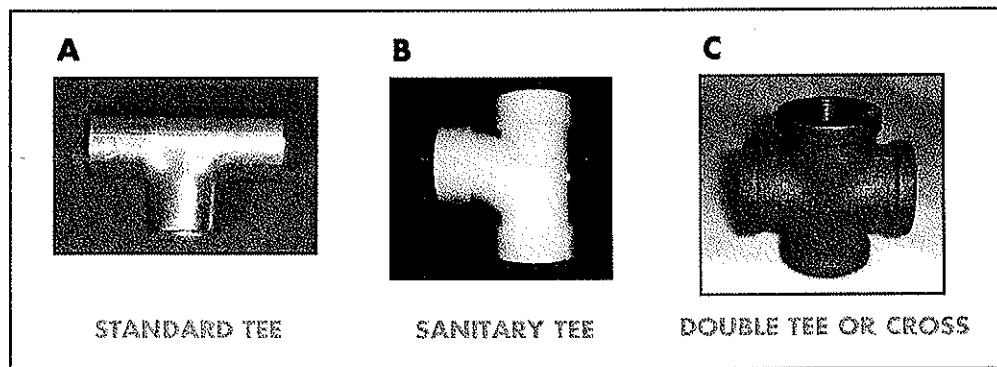 A
B
C
STANDARD TEE
SANITARY TEE
DOUBLE TEE OR CROSS